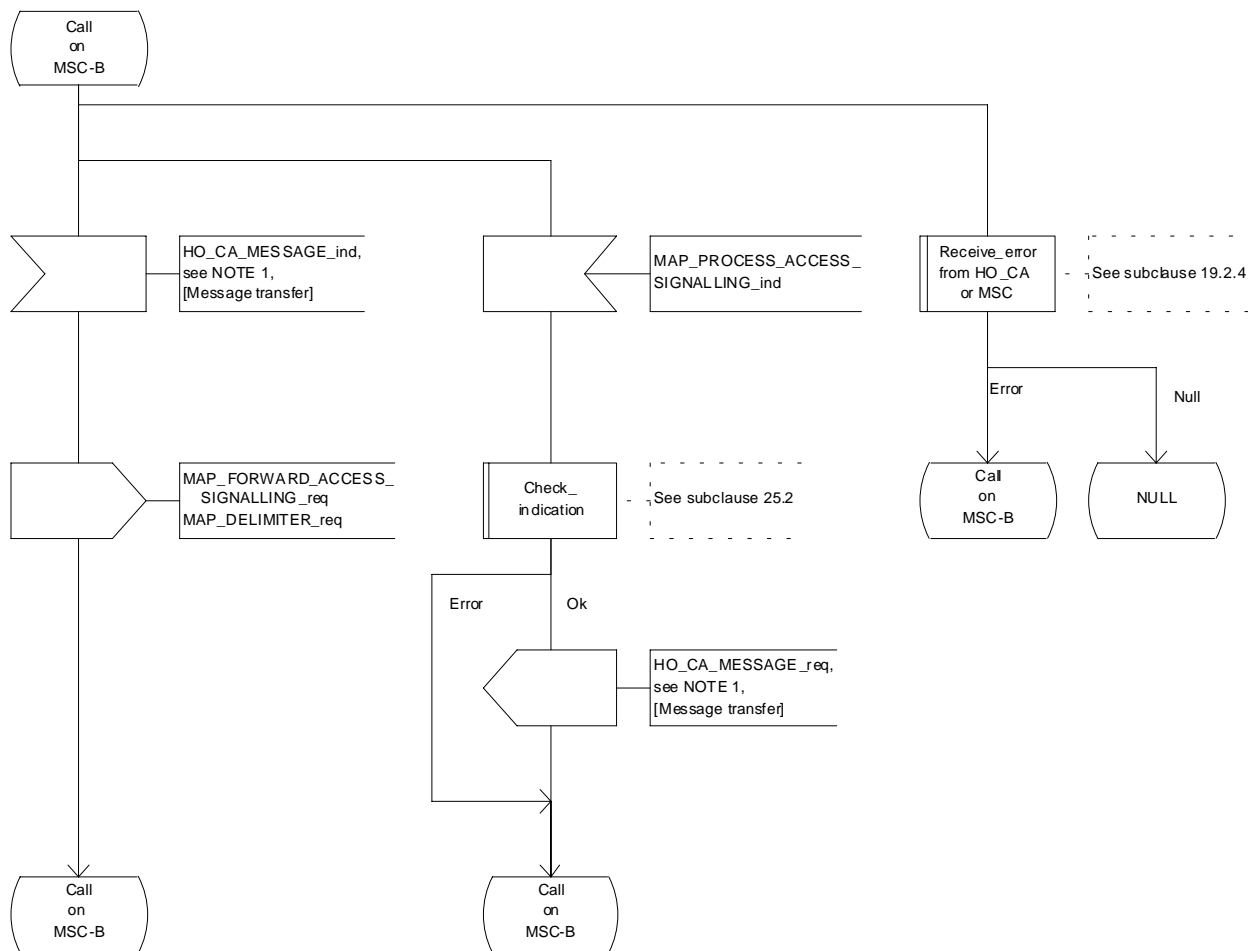 Call
on
MSC-B
HO_CA_MESSAGE_ind,
see NOTE 1,
[Message transfer]
MAP_PROCESS_ACCESS_
SIGNALLING_ind
Receive_error
from HO_CA
or MSC
See subclause 19.2.4
Error
Null
MAP_FORWARD_ACCESS_
SIGNALLING_req
MAP_DELIMITER_req
Check_
indication
See subclause 25.2
Call
on
MSC-B
NULL
Error
Ok
HO_CA_MESSAGE_req,
see NOTE 1,
[Message transfer]
Call
on
MSC-B
Call
on
MSC-B